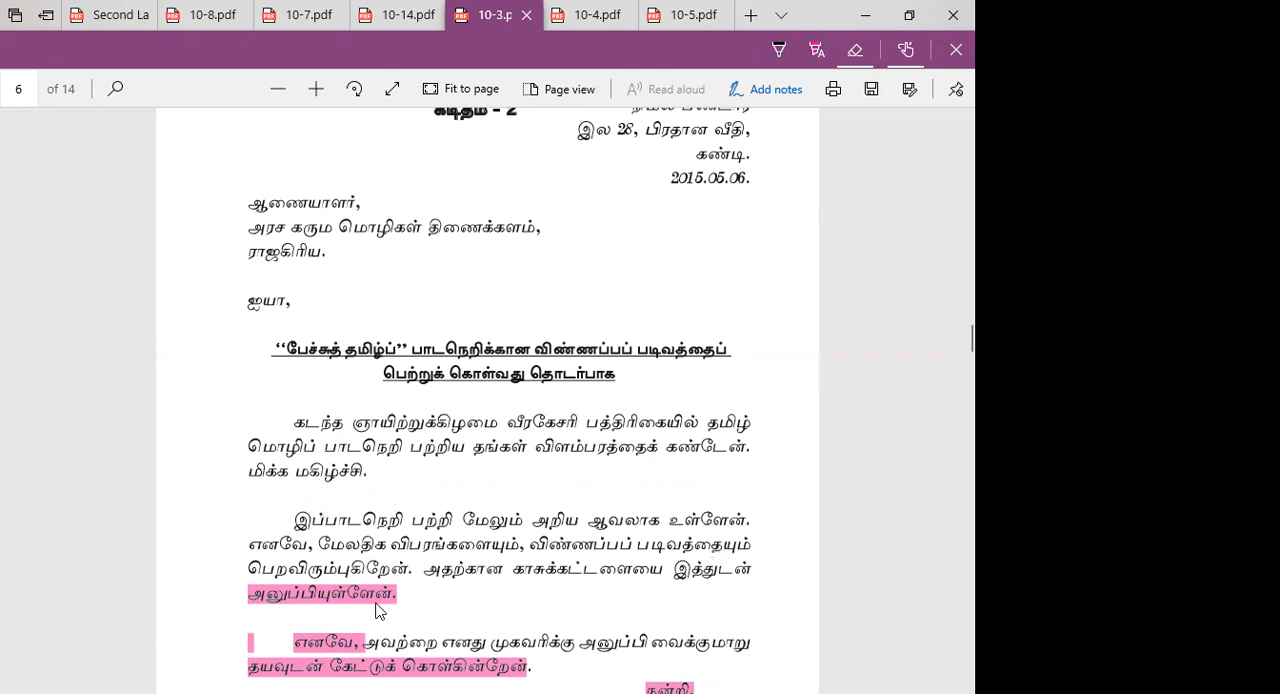 Second La
10-8.pdf
10-7.pdf
10-14.pdf
10-3.p
10-4.pdf
10-5.pdf
6 of 14
Fit to page
Page view
Read aloud
Add notes
கடிதம் - 2
இல 28, பிரதான வீதி,
கண்டி.
2015.05.06.
ஆணையாளர்,
அரச கரும மொழிகள் திணைக்களம்,
ராஜகிரிய.
ஐயா,
‘‘பேச்சுத் தமிழ்ப்’’ பாடநெறிக்கான விண்ணப்பப் படிவத்தைப்
பெற்றுக் கொள்வது தொடர்பாக
கடந்த ஞாயிற்றுக்கிழமை வீரகேசரி பத்திரிகையில் தமிழ்
மொழிப் பாடநெறி பற்றிய தங்கள் விளம்பரத்தைக் கண்டேன்.
மிக்க மகிழ்ச்சி.
இப்பாடநெறி பற்றி மேலும் அறிய ஆவலாக உள்ளேன்.
எனவே, மேலதிக விபரங்களையும், விண்ணப்பப் படிவத்தையும்
பெறவிரும்புகிறேன். அதற்கான காசுக்கட்டளையை இத்துடன்
அனுப்பியுள்ளேன்.
எனவே, அவற்றை எனது முகவரிக்கு அனுப்பி வைக்குமாறு
தயவுடன் கேட்டுக் கொள்கின்றேன்.
நன்றி.